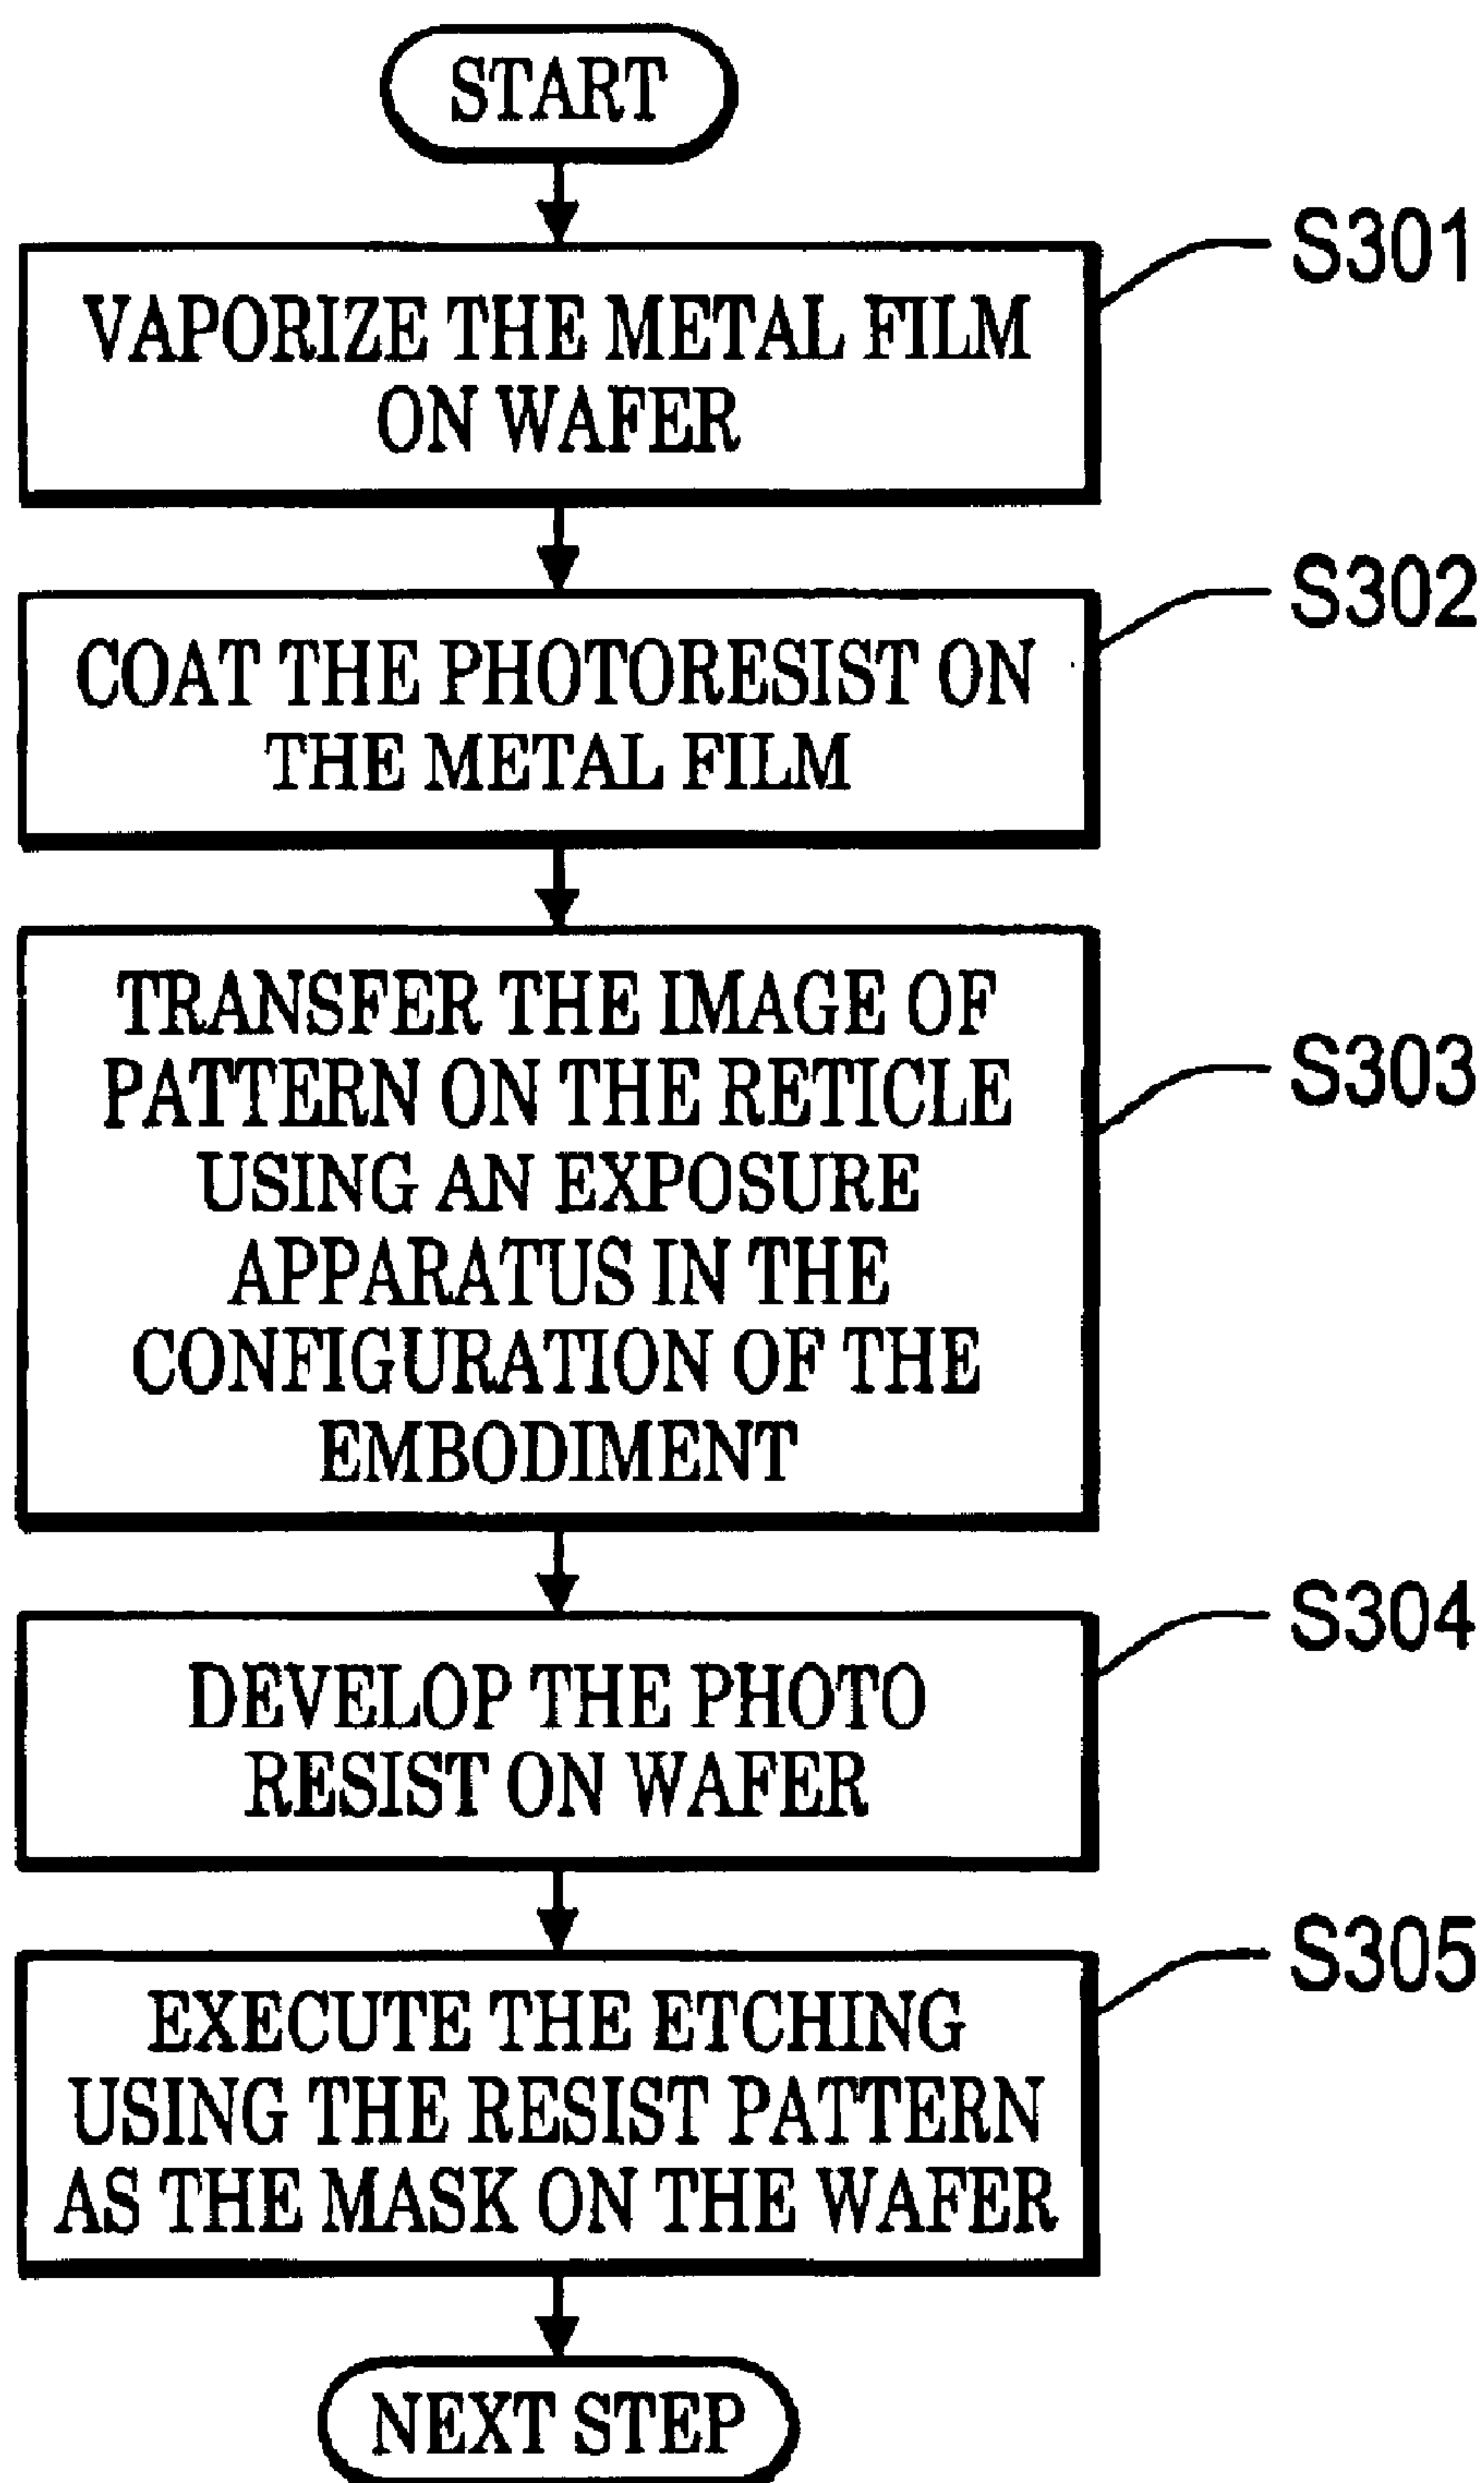 START
S301
VAPORIZE THE METAL FILM
ON WAFER
S302
COAT THE PHOTORESIST ON
THE METAL FILM
S303
TRANSFER THE IMAGE OF
PATTERN ON THE RETICLE
USING AN EXPOSURE
APPARATUS IN THE
CONFIGURATION OF THE
EMBODIMENT
S304
DEVELOP THE PHOTO
RESIST ON WAFER
S305
EXECUTE THE ETCHING
USING THE RESIST PATTERN
AS THE MASK ON THE WAFER
NEXT STEP